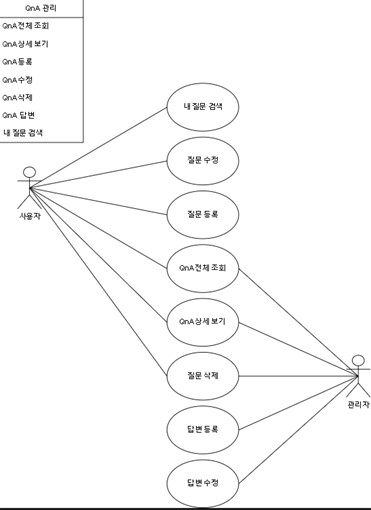 QnA 관리
QnA전체 조회
QnA상세 보기
QnA등록
QnA수정
QnA삭제
QnA 답변
내 질문 검색
내 질문 검색
질문 수정
질문 등록
QnA전체 조회
QnA상세 보기
질문 삭제
답변 등록
답변 수정
사용자
관리자